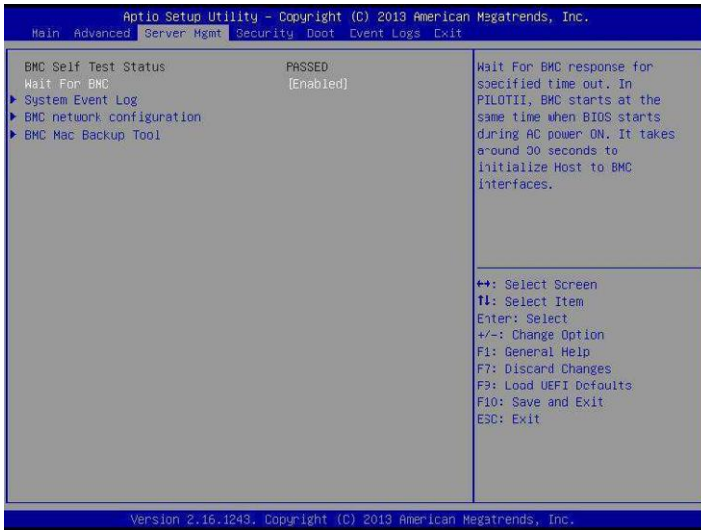 Aptio Setup Utility – Copyright (C) 2013 American Megatrends, Inc.
Main Advanced Server Mgmt Security Boot Event Logs Exit
BMC Self Test Status PASSED
Wait For BMC [Enabled]
System Event Log
BMC network configuration
BMC Mac Backup Tool
Wait For BMC response for
specified time out. In
PILOTII, BMC starts at the
same time when BIOS starts
during AC power ON. It takes
around 30 seconds to
initialize Host to BMC
interfaces.
↔: Select Screen
↑↓: Select Item
Enter: Select
+/-: Change Option
F1: General Help
F7: Discard Changes
F9: Load UEFI Defaults
F10: Save and Exit
ESC: Exit
Version 2.16.1243. Copyright (C) 2013 American Megatrends, Inc.